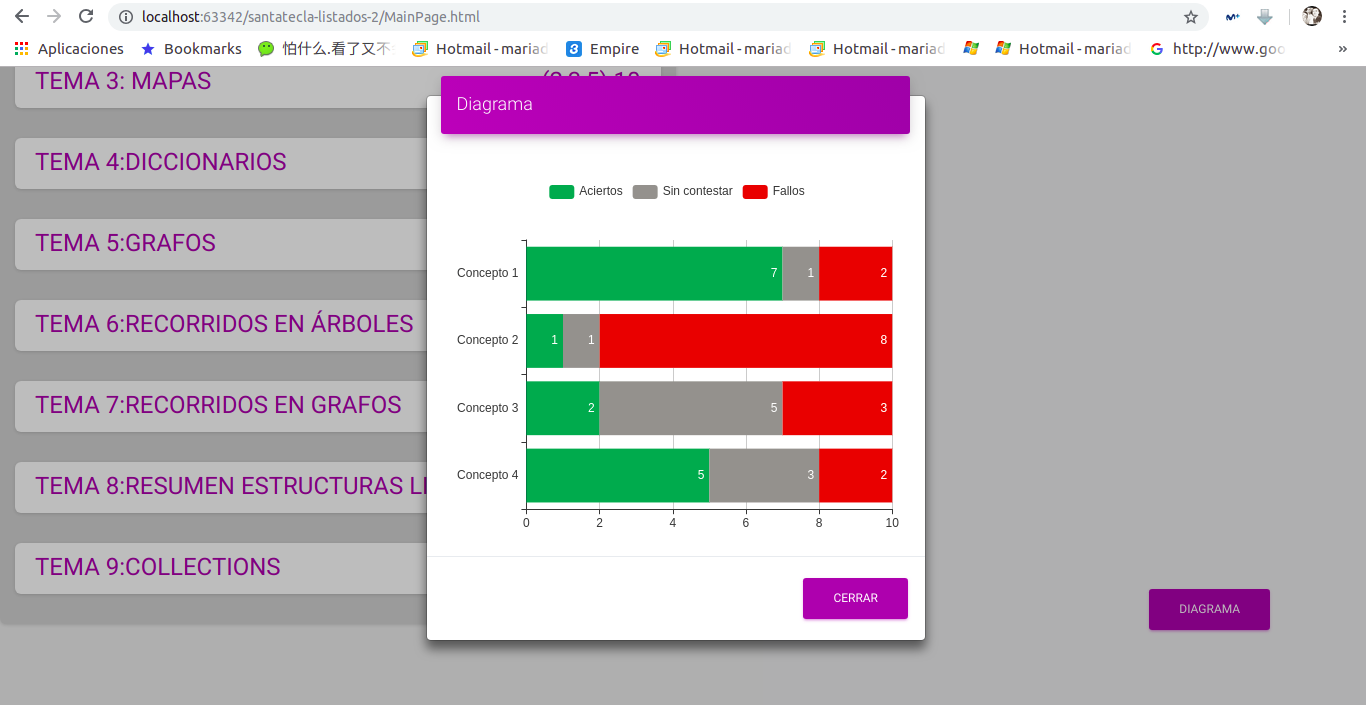 localhost:63342/santatecla-listados-2/MainPage.html
Aplicaciones Bookmarks 怕什么.看了又不 Hotmail - mariad Empire Hotmail - mariad Hotmail - mariad Hotmail - mariad http://www.goo »
TEMA 3: MAPAS
Diagrama
TEMA 4:DICCIONARIOS
TEMA 5:GRAFOS
TEMA 6:RECORRIDOS EN ÁRBOLES
TEMA 7:RECORRIDOS EN GRAFOS
TEMA 8:RESUMEN ESTRUCTURAS
TEMA 9:COLLECTIONS
Aciertos Sin contestar Fallos
Concepto 1 7 1 2
Concepto 2 1 1 8
Concepto 3 2 5 3
Concepto 4 5 3 2
0 2 4 6 8 10
CERRAR
DIAGRAMA